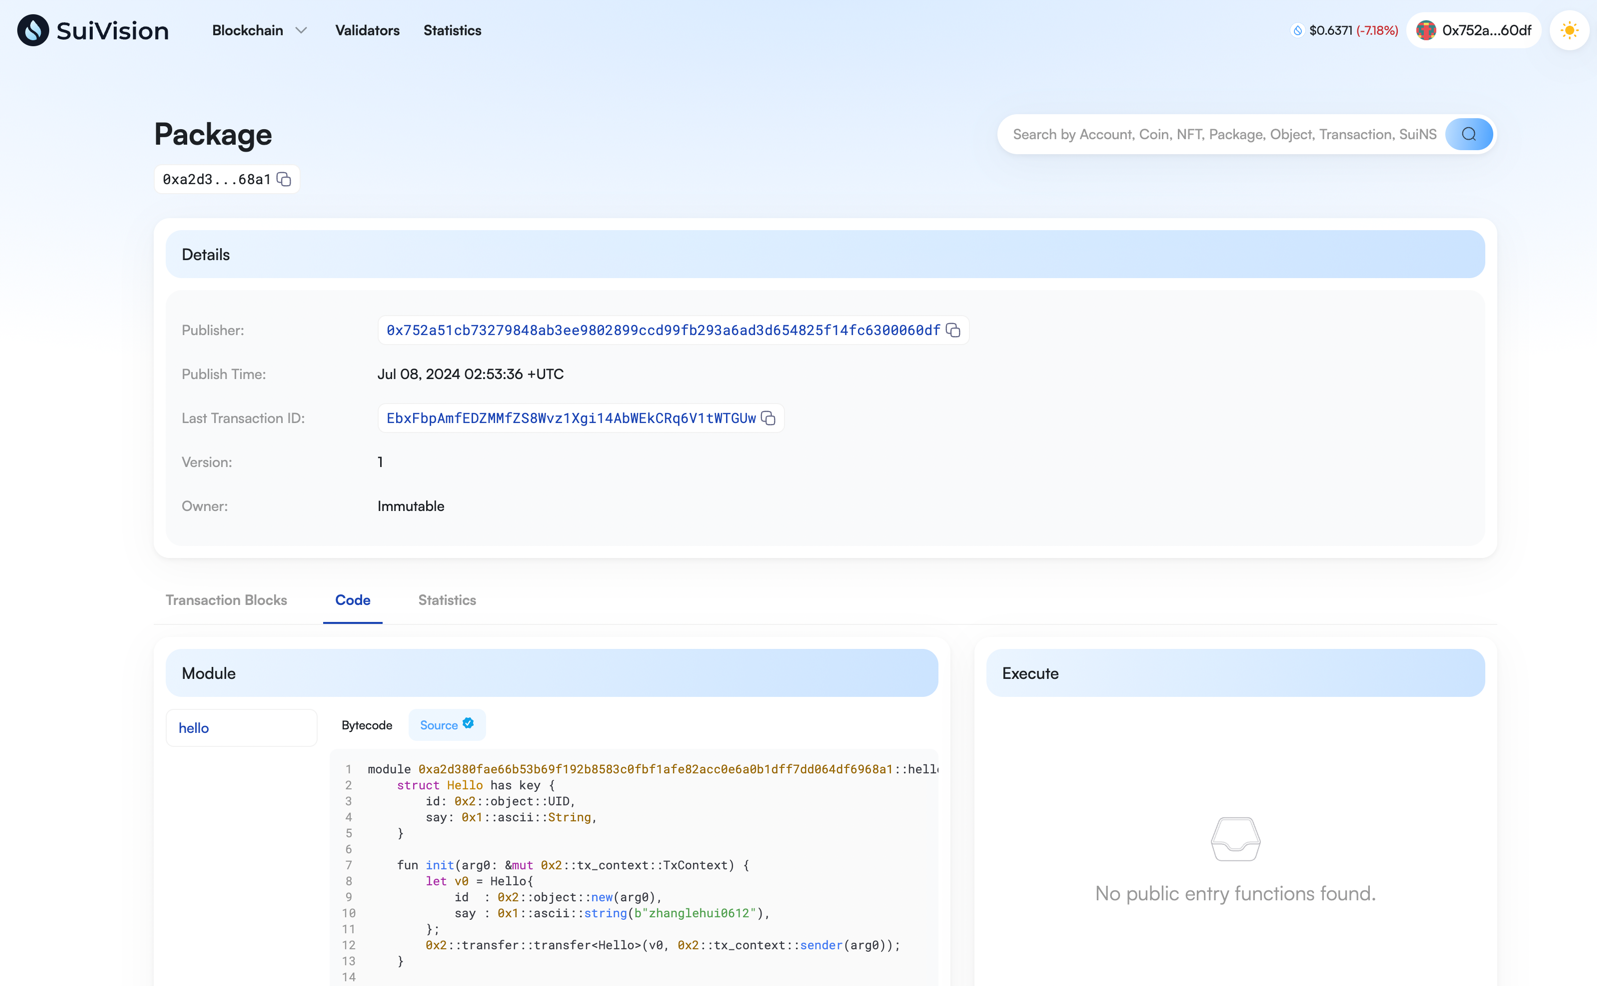 SuiVision
Blockchain
Validators
Statistics
$0.6371 (-7.18%)
0x752a...60df
Package
Search by Account, Coin, NFT, Package, Object, Transaction, SuiNS
0xa2d3...68a1
Details
Publisher:
0x752a51cb73279848ab3ee9802899ccd99fb293a6ad3d654825f14fc6300060df
Publish Time:
Jul 08, 2024 02:53:36 +UTC
Last Transaction ID:
EbxFbpAmfEDZMMfZS8Wvz1Xgi14AbWEkCRq6V1tWTGUw
Version:
1
Owner:
Immutable
Transaction Blocks
Code
Statistics
Module
hello
Bytecode
Source
1 module 0xa2d380fae66b53b69f192b8583c0fbf1afe82acc0e6a0b1dff7dd064df6968a1::hello
2 struct Hello has key {
3 id: 0x2::object::UID,
4 say: 0x1::ascii::String,
5 }
6
7 fun init(arg0: &mut 0x2::tx_context::TxContext) {
8 let v0 = Hello{
9 id : 0x2::object::new(arg0),
10 say : 0x1::ascii::string(b"zhanglehui0612"),
11 };
12 0x2::transfer::transfer<Hello>(v0, 0x2::tx_context::sender(arg0));
13 }
14
Execute
No public entry functions found.